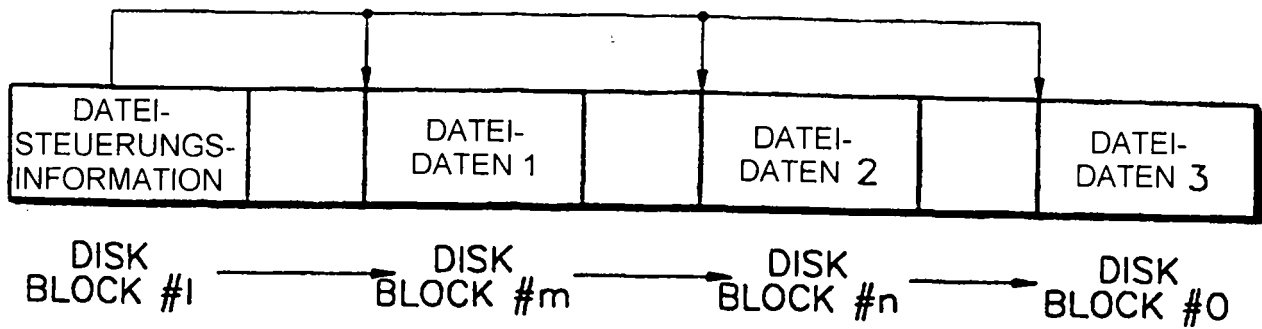 DATEI-
STEUERUNGS-
INFORMATION
DATEI-
DATEN 1
DATEI-
DATEN 2
DATEI-
DATEN 3
DISK
BLOCK #l
DISK
BLOCK #m
DISK
BLOCK #n
DISK
BLOCK #O